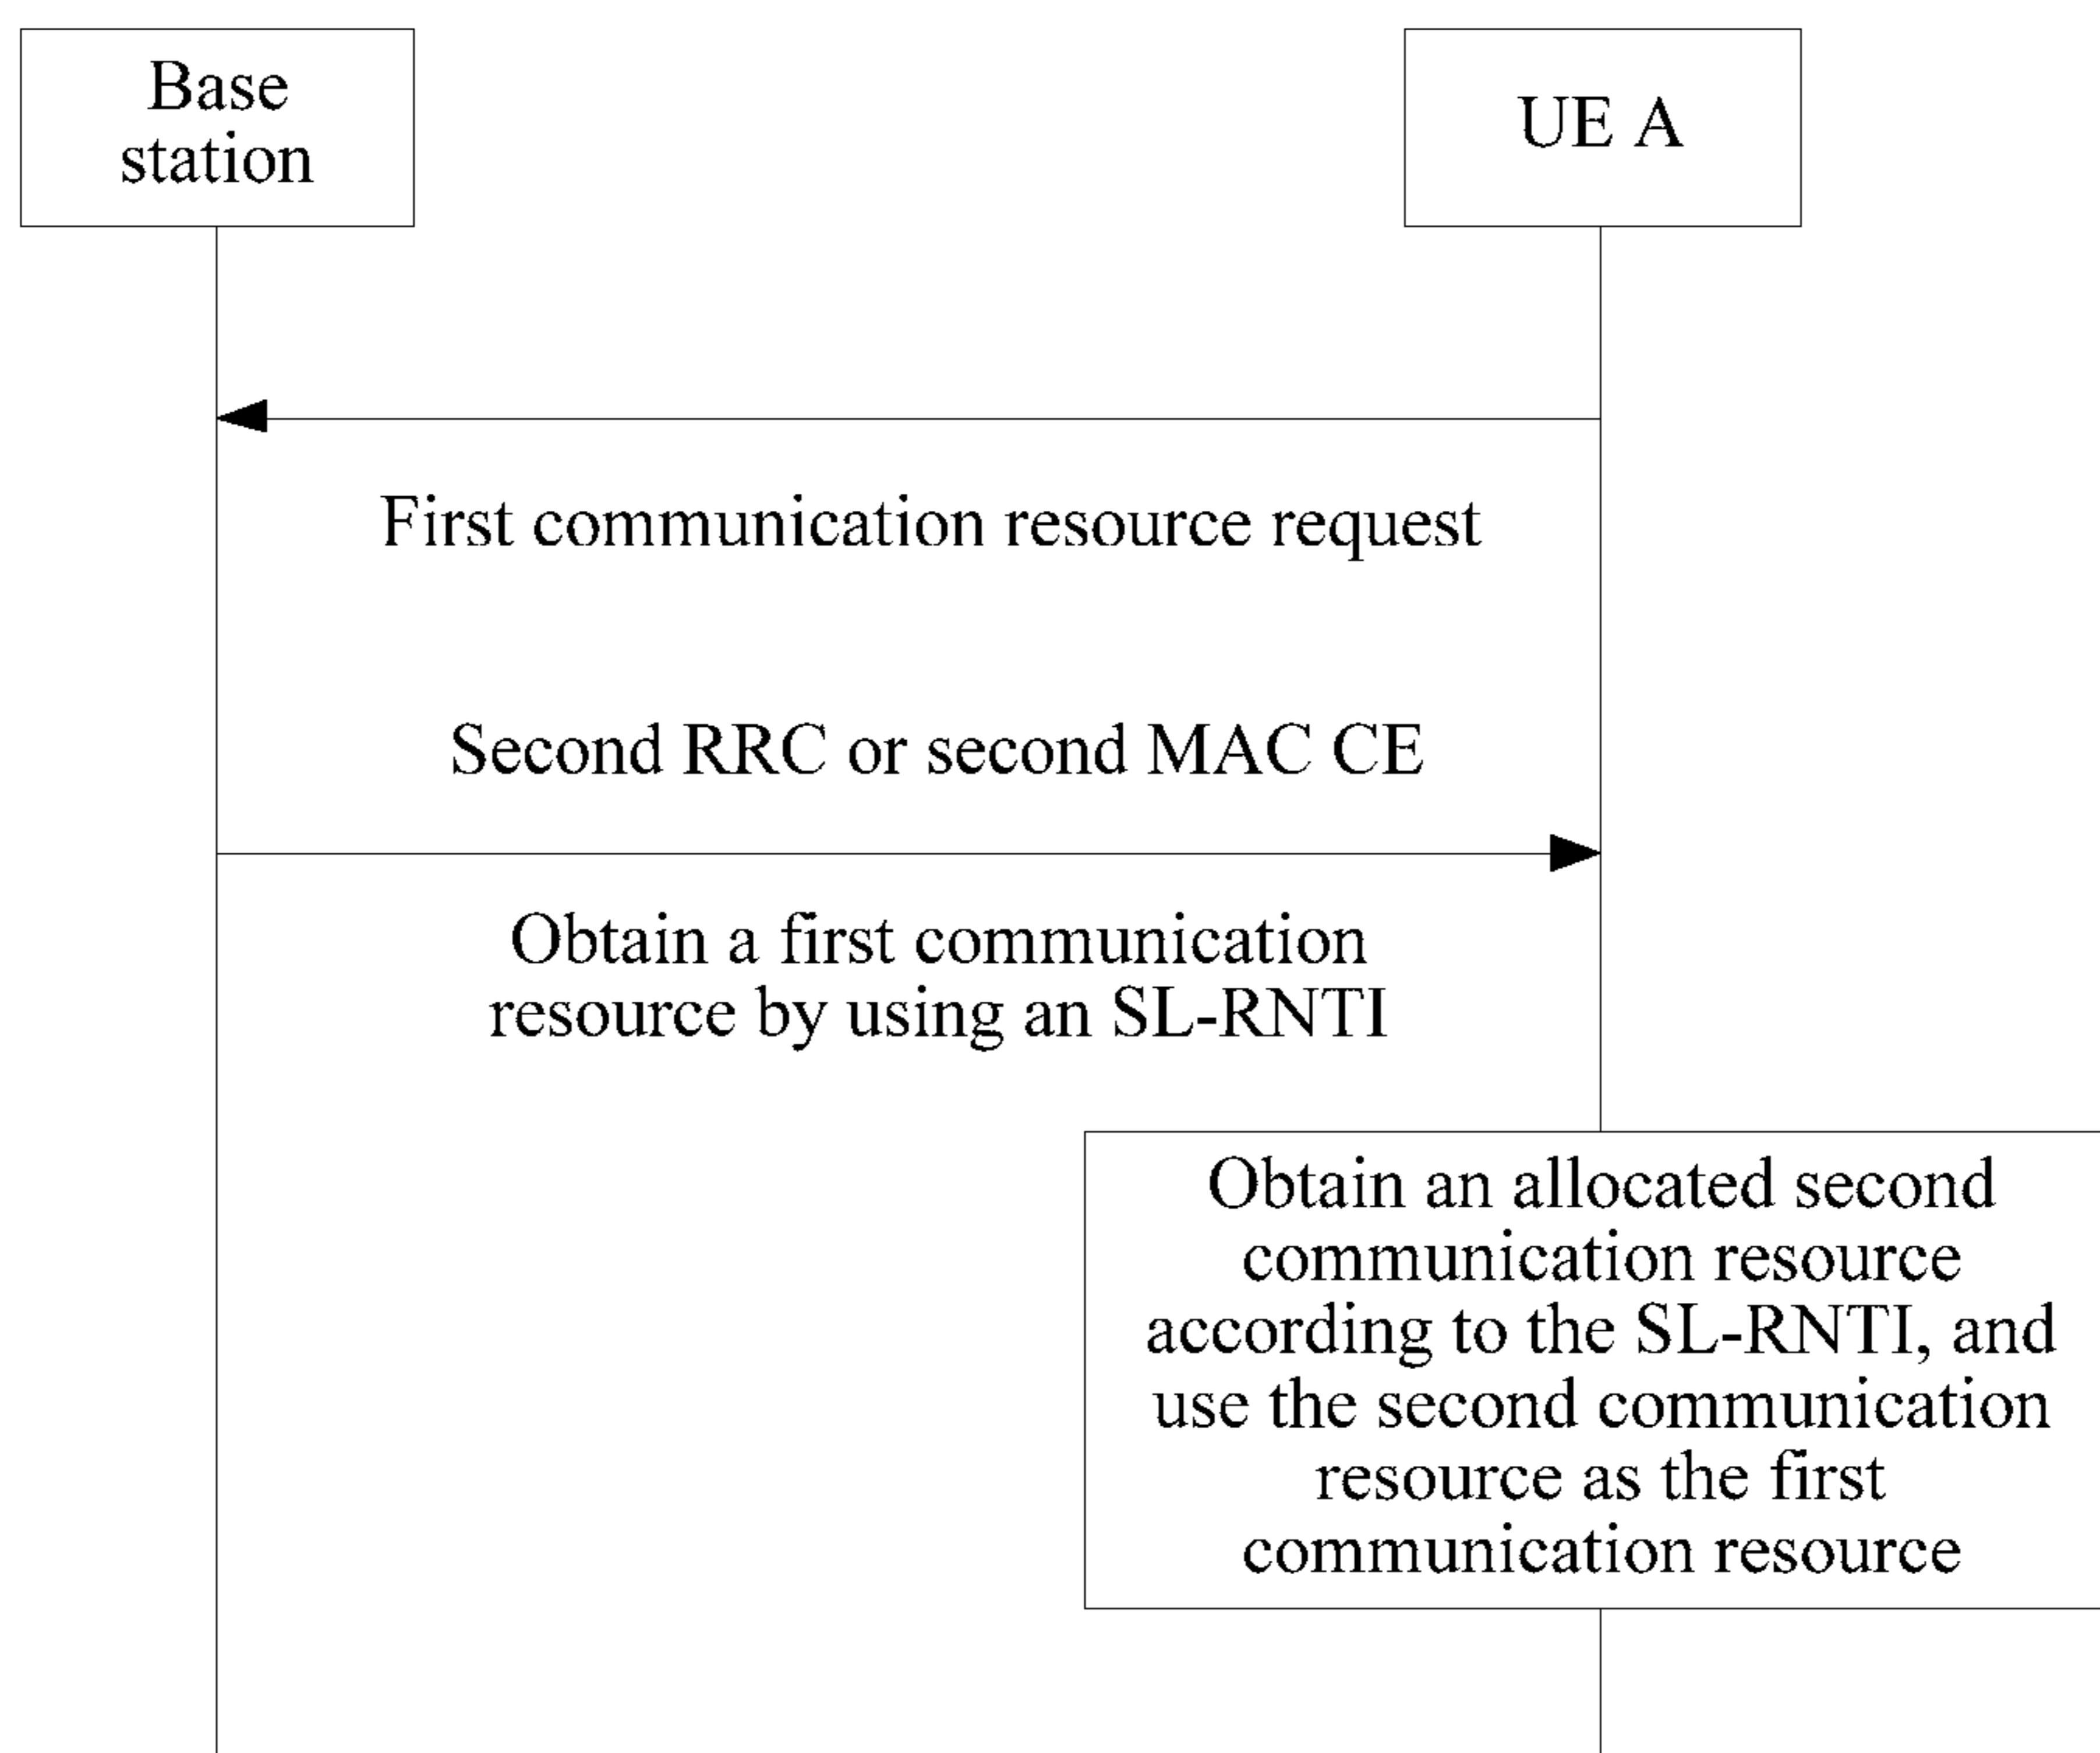 Base
station
UE A
First communication resource request
Second RRC or second MAC CE
Obtain a first communication
resource by using an SL-RNTI
Obtain an allocated second
communication resource
according to the SL-RNTI, and
use the second communication
resource as the first
communication resource